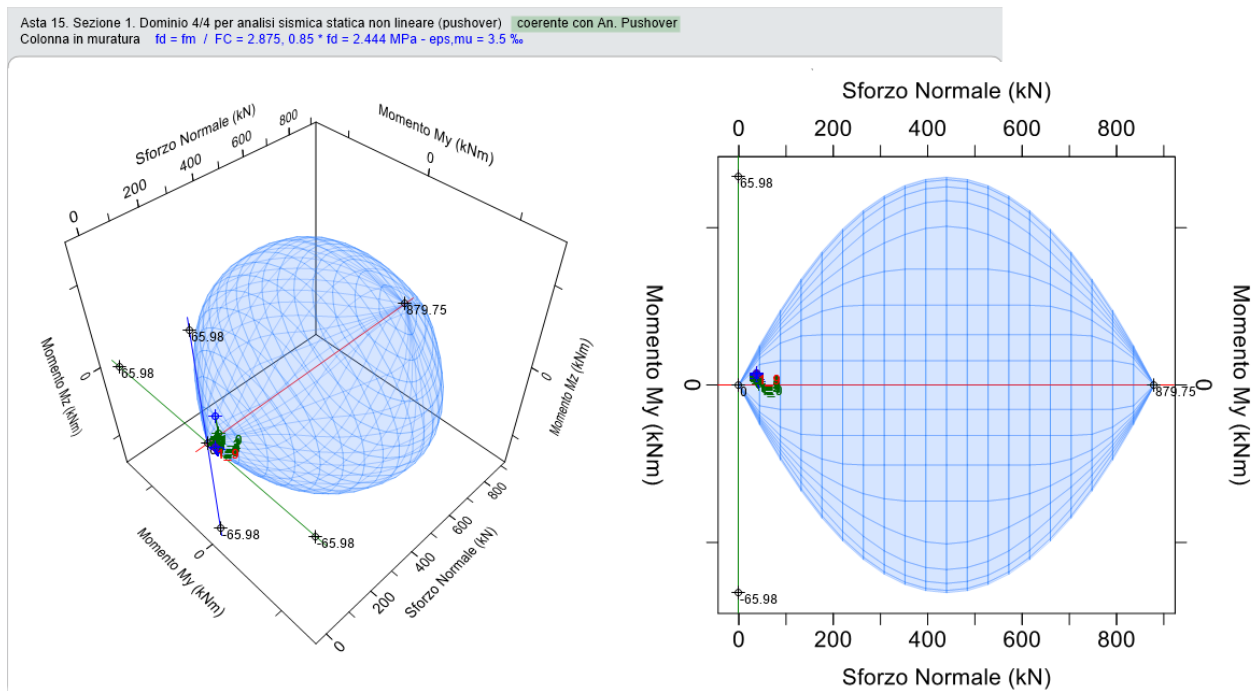 Asta 15. Sezione 1. Dominio 4/4 per analisi sismica statica non lineare (pushover) coerente con An. Pushover
Colonna in muratura fd = fm / FC = 2.875, 0.85 * fd = 2.444 MPa - eps,mu = 3.5 ‰
Sforzo Normale (kN)
0
200
400
600
800
Momento My (kNm)
0
Momento Mz (kNm)
0
Momento Mz (kNm)
0
Momento My (kNm)
0
Sforzo Normale (kN)
0
200
400
600
800
879.75
65.98
65.98
-65.98
-65.98
Sforzo Normale (kN)
0 200 400 600 800
65.98
Momento My (kNm)
0
0
879.75
0
Momento My (kNm)
-65.98
0 200 400 600 800
Sforzo Normale (kN)